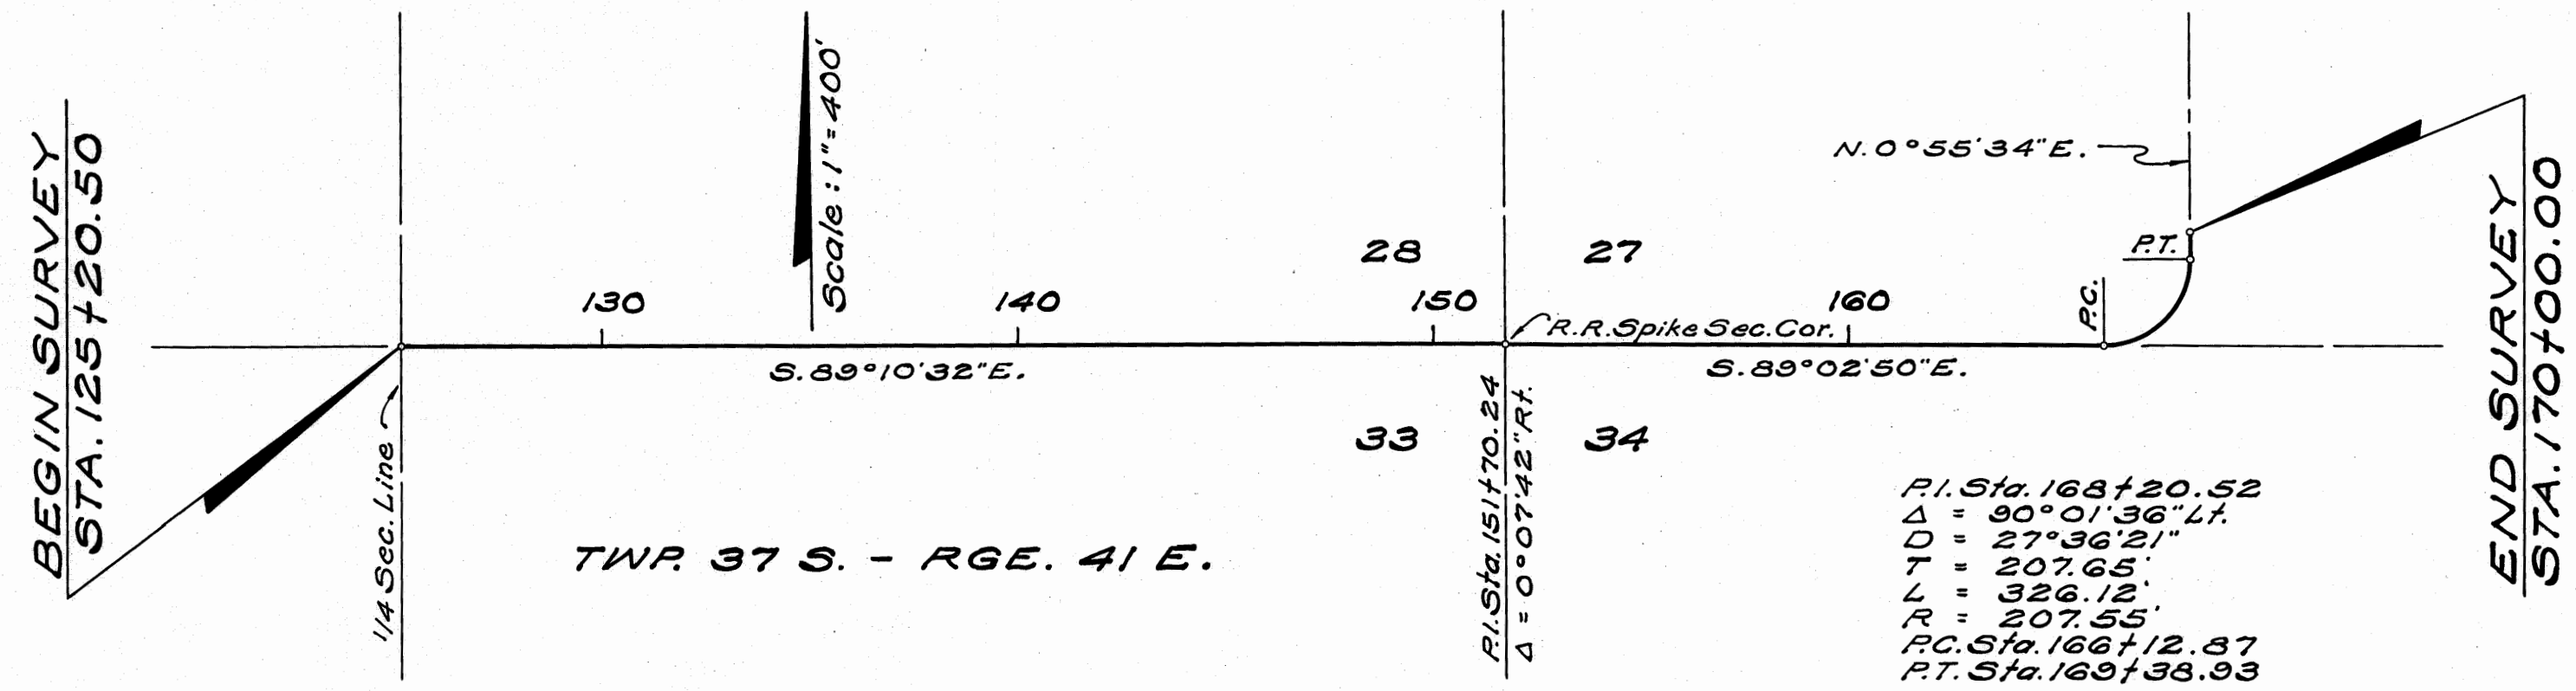 BEGIN SURVEY
STA. 125+20.50
1/4 Sec. Line
Scale: 1" = 400'
130
140
150
160
28
27
33
34
S. 89°10'32"E.
R.R. Spike Sec. Cor.
S. 89°02'50"E.
P.I. Sta. 151+70.24
Δ = 0°07'42" Rt.
TWP. 37 S. - RGE. 41 E.
N. 0°55'34"E.
P.T.
P.C.
P.I. Sta. 168+20.52
Δ = 90°01'36" Lt.
D = 27°36'21"
T = 207.65'
L = 326.12'
R = 207.55'
P.C. Sta. 166+12.87
P.T. Sta. 169+38.93
END SURVEY
STA. 170+00.00